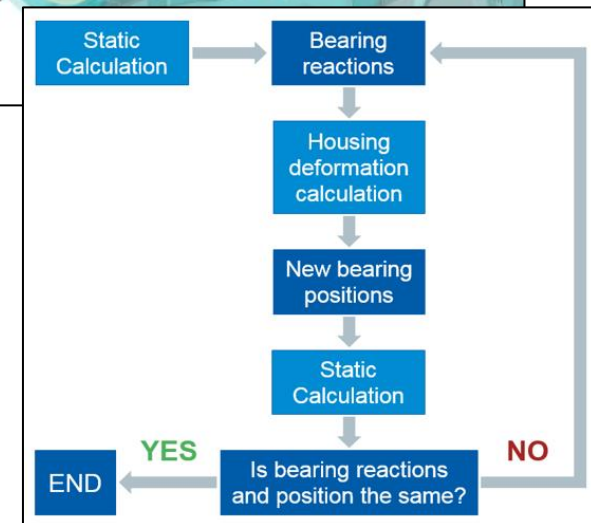 Static
Calculation
Bearing
reactions
Housing
deformation
calculation
New bearing
positions
Static
Calculation
YES
NO
END
Is bearing reactions
and position the same?